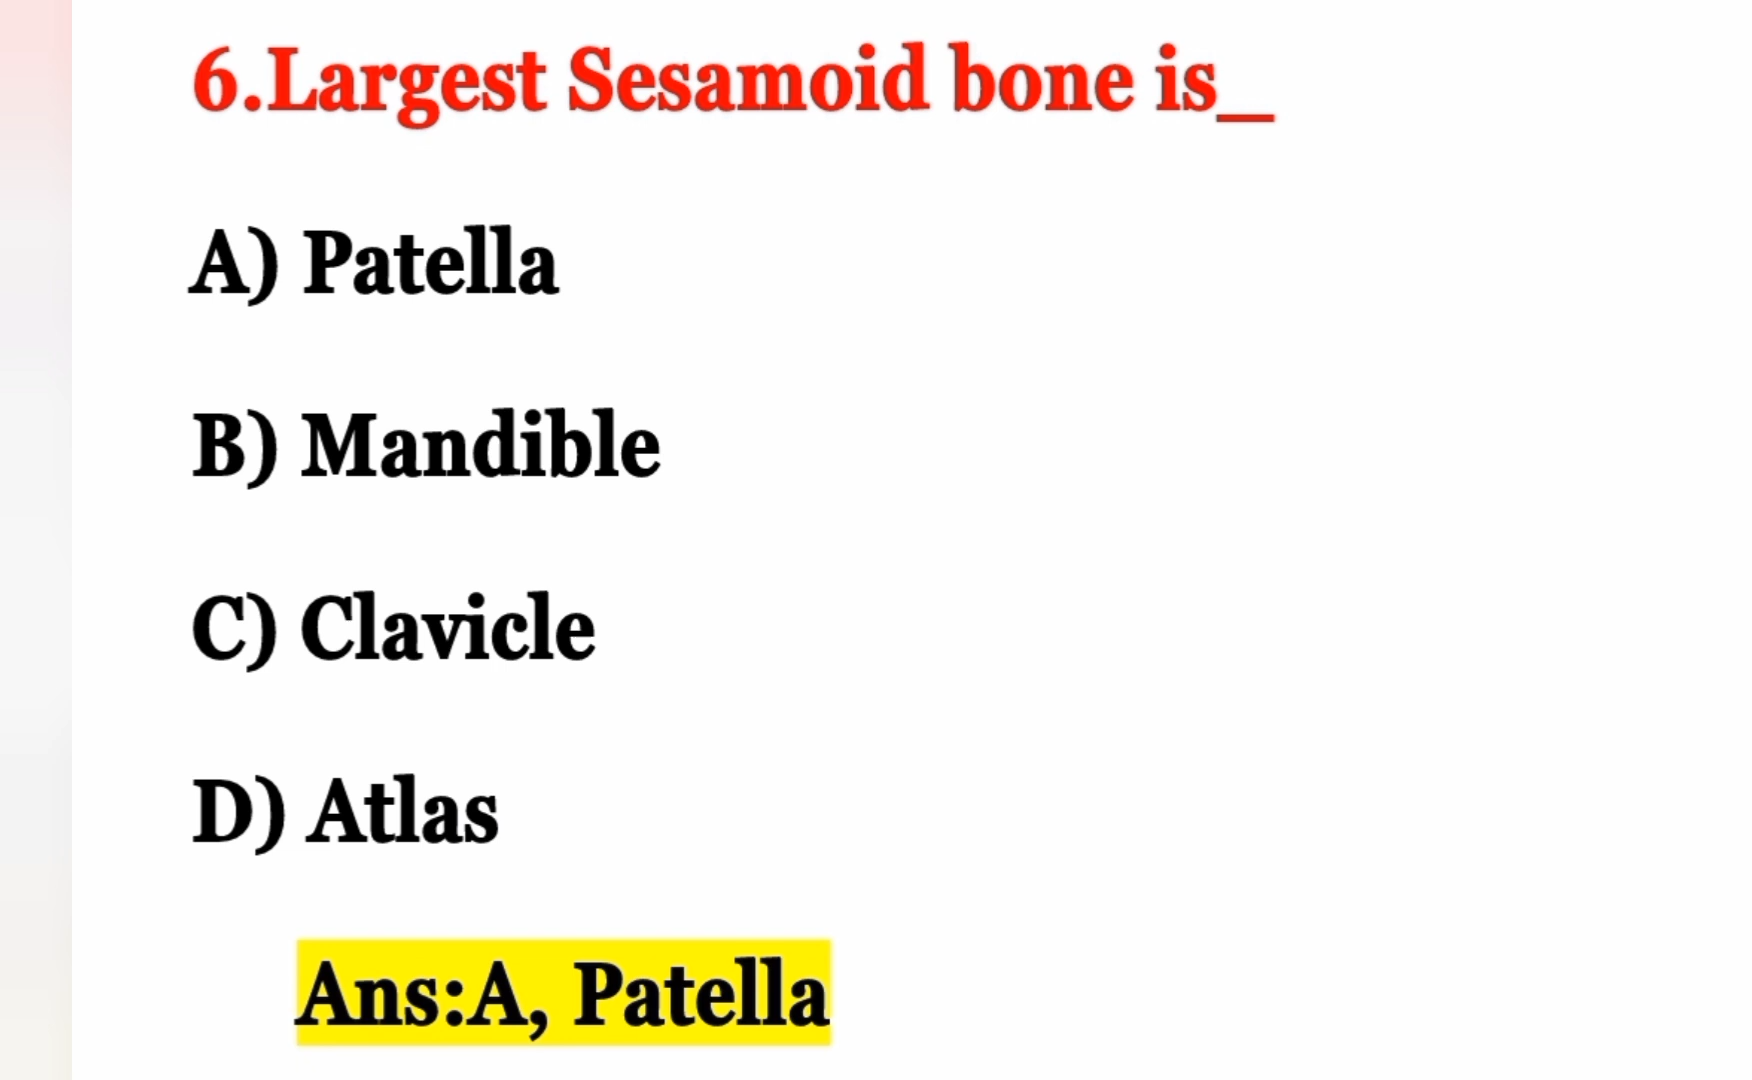 6.Largest Sesamoid bone is_
A) Patella
B) Mandible
C) Clavicle
D) Atlas
Ans:A, Patella